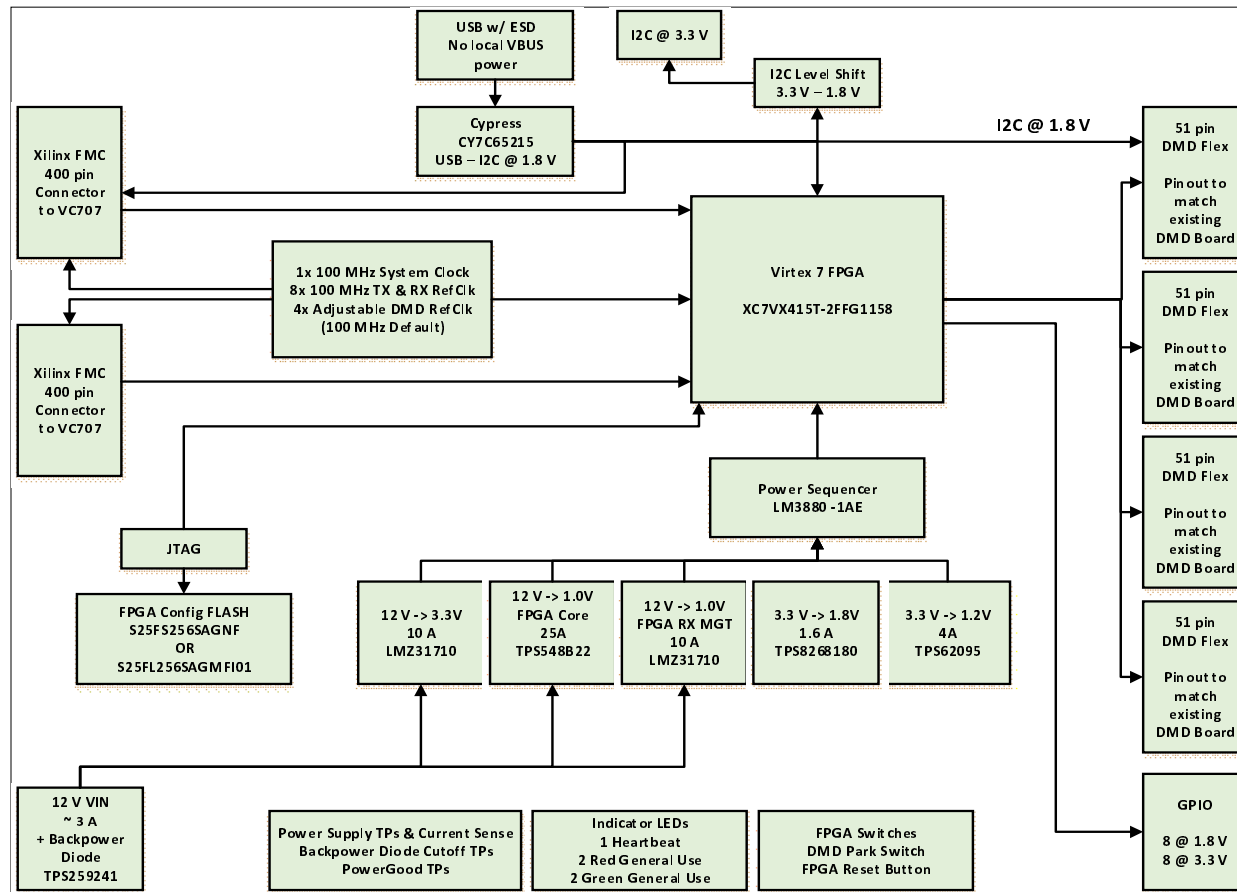 USB w/ ESD
No local VBUS
power
I2C @ 3.3 V
I2C Level Shift
3.3 V – 1.8 V
Cypress
CY7C65215
USB – I2C @ 1.8 V
I2C @ 1.8 V
51 pin
DMD Flex
Pinout to
match
existing
DMD Board
Xilinx FMC
400 pin
Connector
to VC707
1x 100 MHz System Clock
8x 100 MHz TX & RX RefClk
4x Adjustable DMD RefClk
(100 MHz Default)
Virtex 7 FPGA
XC7VX415T-2FFG1158
51 pin
DMD Flex
Pinout to
match
existing
DMD Board
Xilinx FMC
400 pin
Connector
to VC707
51 pin
DMD Flex
Pinout to
match
existing
DMD Board
Power Sequencer
LM3880 -1AE
JTAG
FPGA Config FLASH
S25FS256SAGNF
OR
S25FL256SAGMFI01
12 V -> 3.3V
10 A
LMZ31710
12 V -> 1.0V
FPGA Core
25A
TPS548B22
12 V -> 1.0V
FPGA RX MGT
10 A
LMZ31710
3.3 V -> 1.8V
1.6 A
TPS8268180
3.3 V -> 1.2V
4A
TPS62095
51 pin
DMD Flex
Pinout to
match
existing
DMD Board
12 V VIN
~ 3 A
+ Backpower
Diode
TPS259241
Power Supply TPs & Current Sense
Backpower Diode Cutoff TPs
PowerGood TPs
Indicator LEDs
1 Heartbeat
2 Red General Use
2 Green General Use
FPGA Switches
DMD Park Switch
FPGA Reset Button
GPIO
8 @ 1.8 V
8 @ 3.3 V